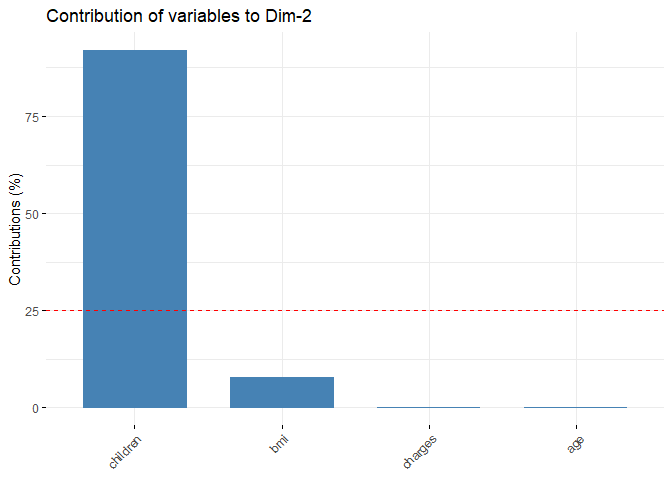 Contribution of variables to Dim-2
Contributions (%)
75
50
25
0
children
bmi
charges
age